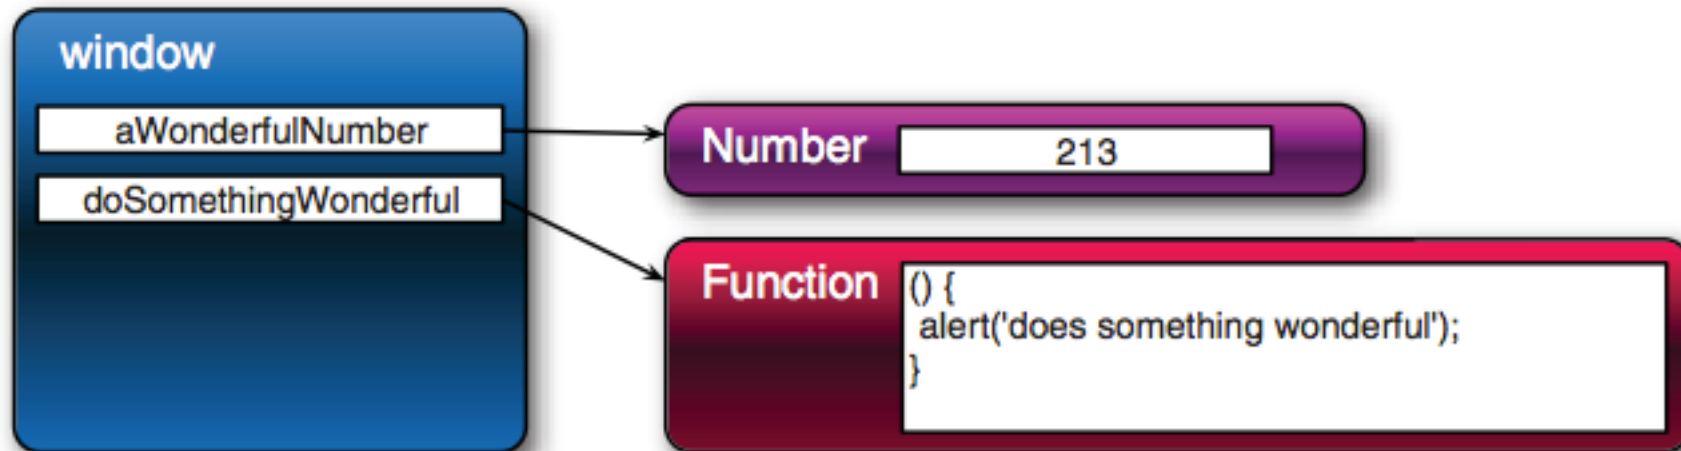 window
aWonderfulNumber
doSomethingWonderful
Number
213
Function
() {
alert('does something wonderful');
}